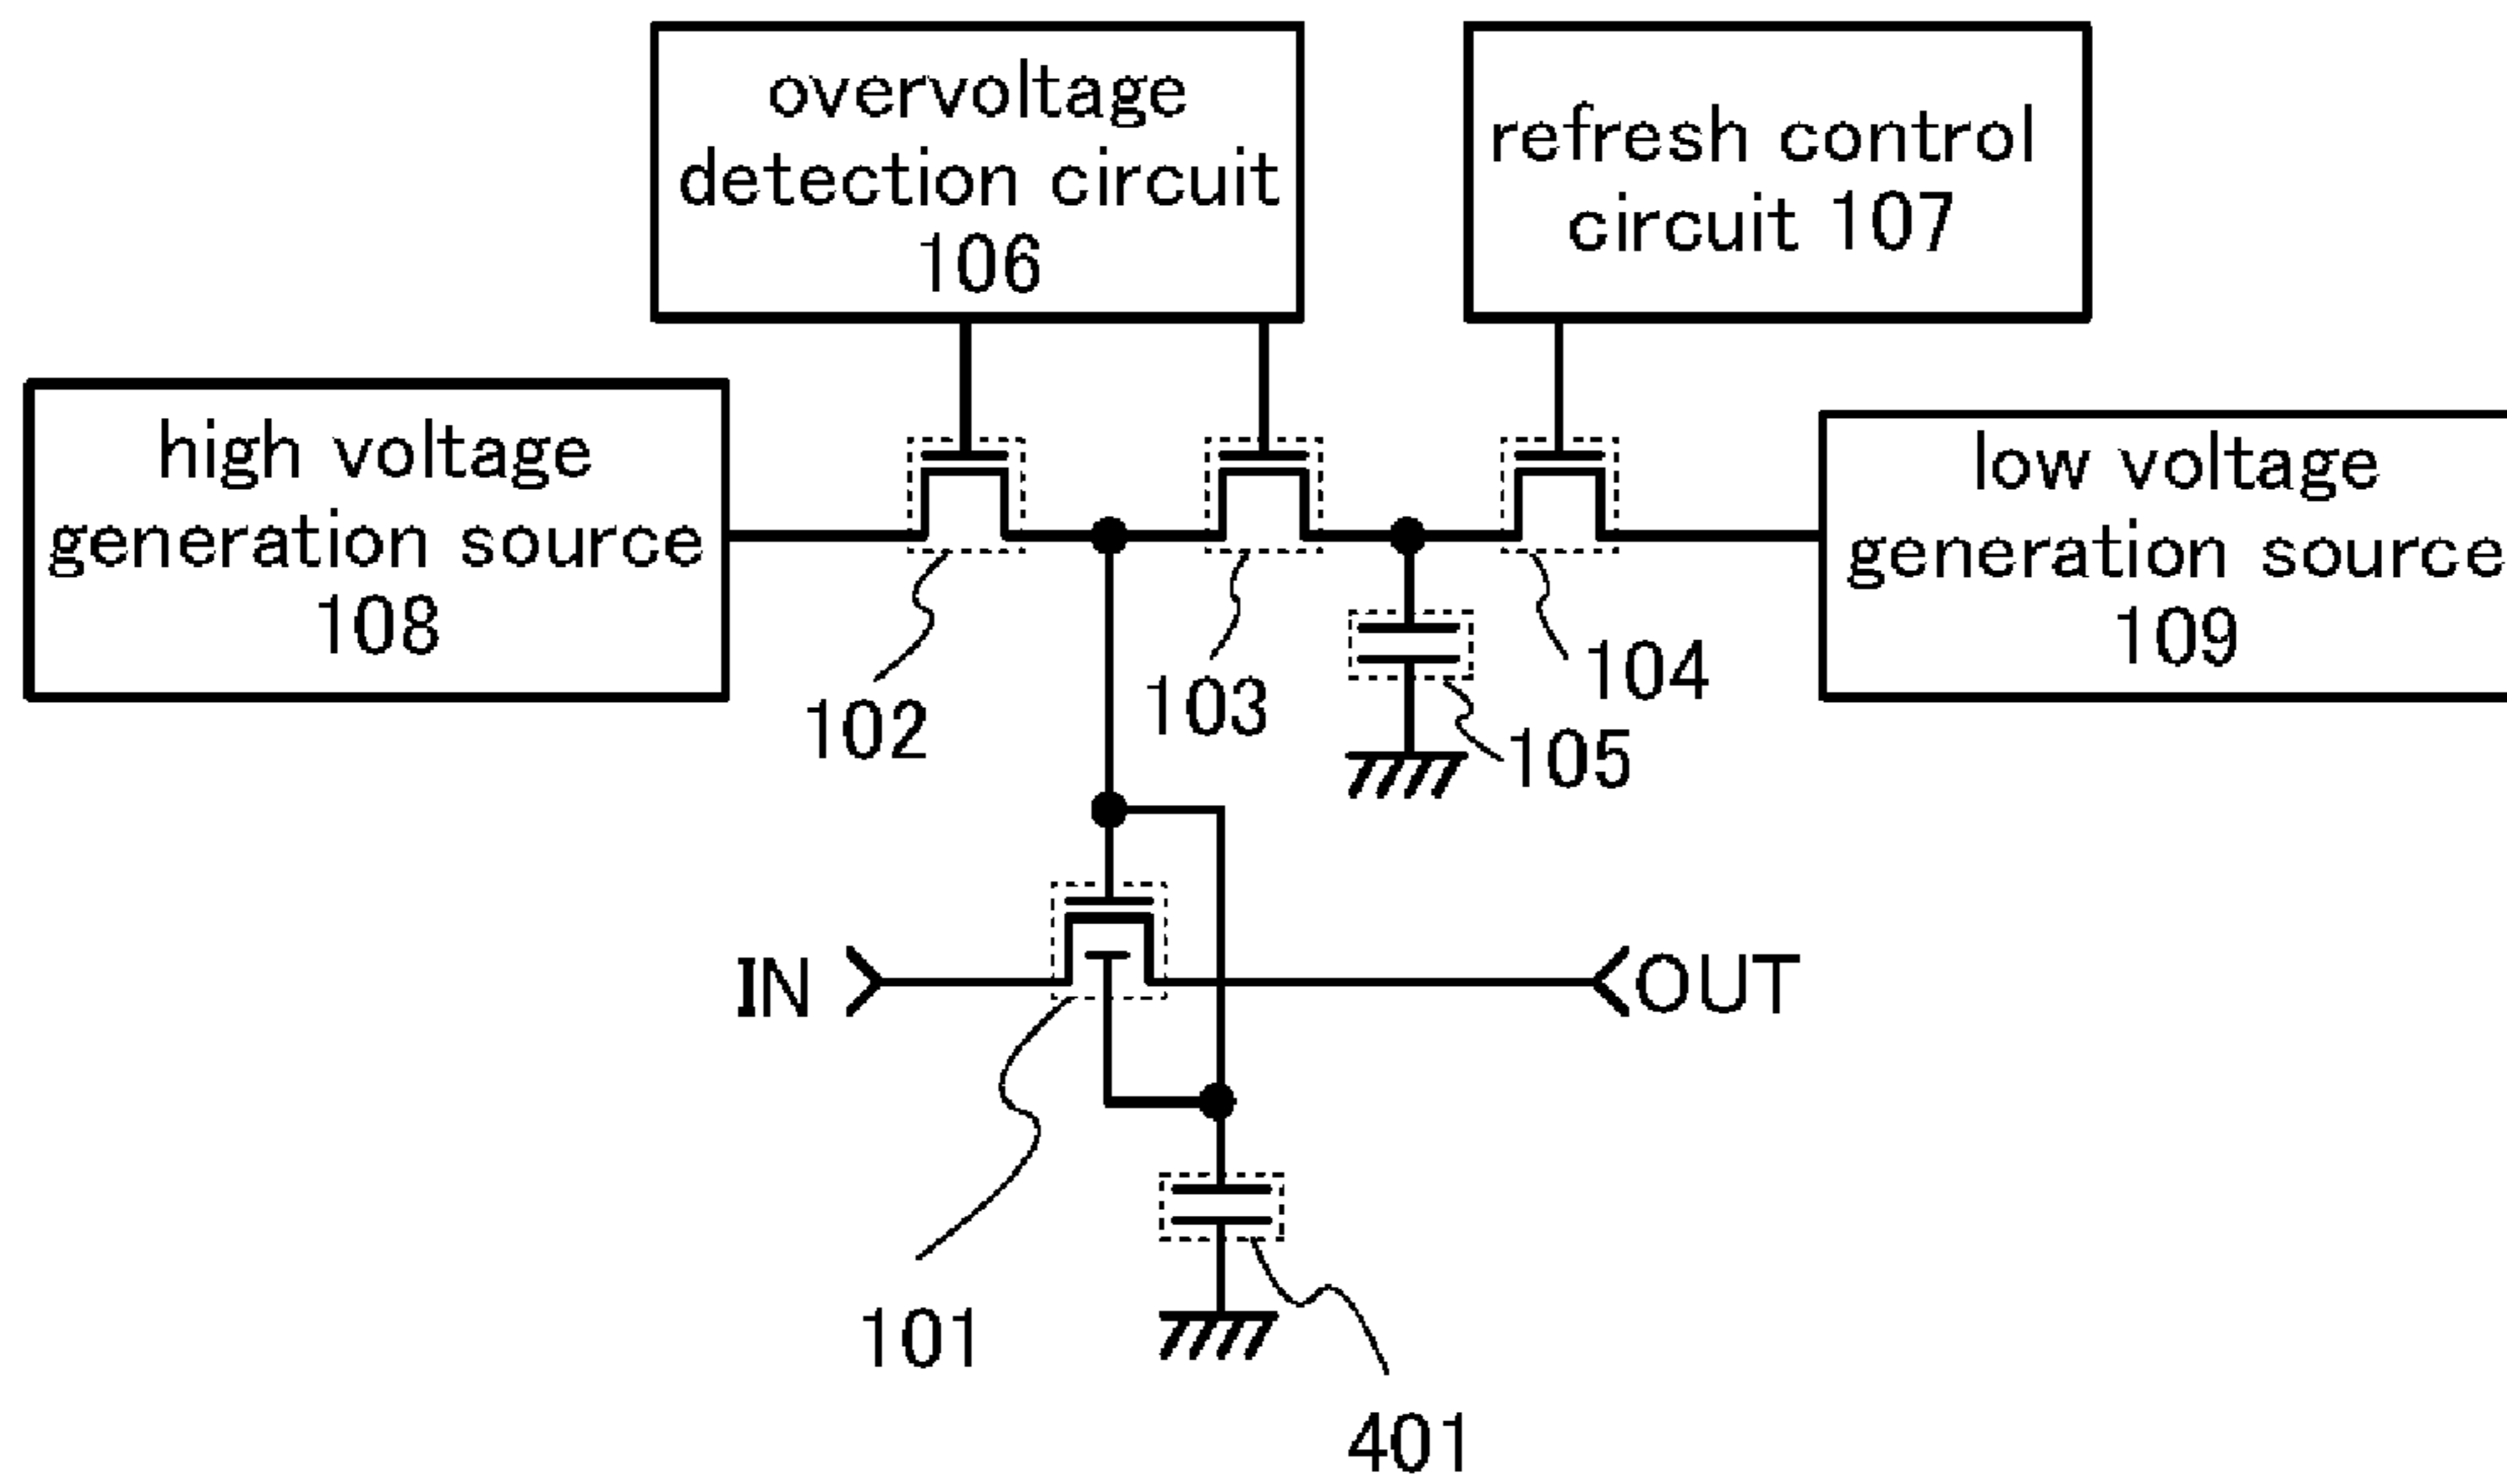 overvoltage
detection circuit
106
refresh control
circuit 107
high voltage
generation source
108
low voltage
generation source
109
102
103
104
105
IN
OUT
101
401